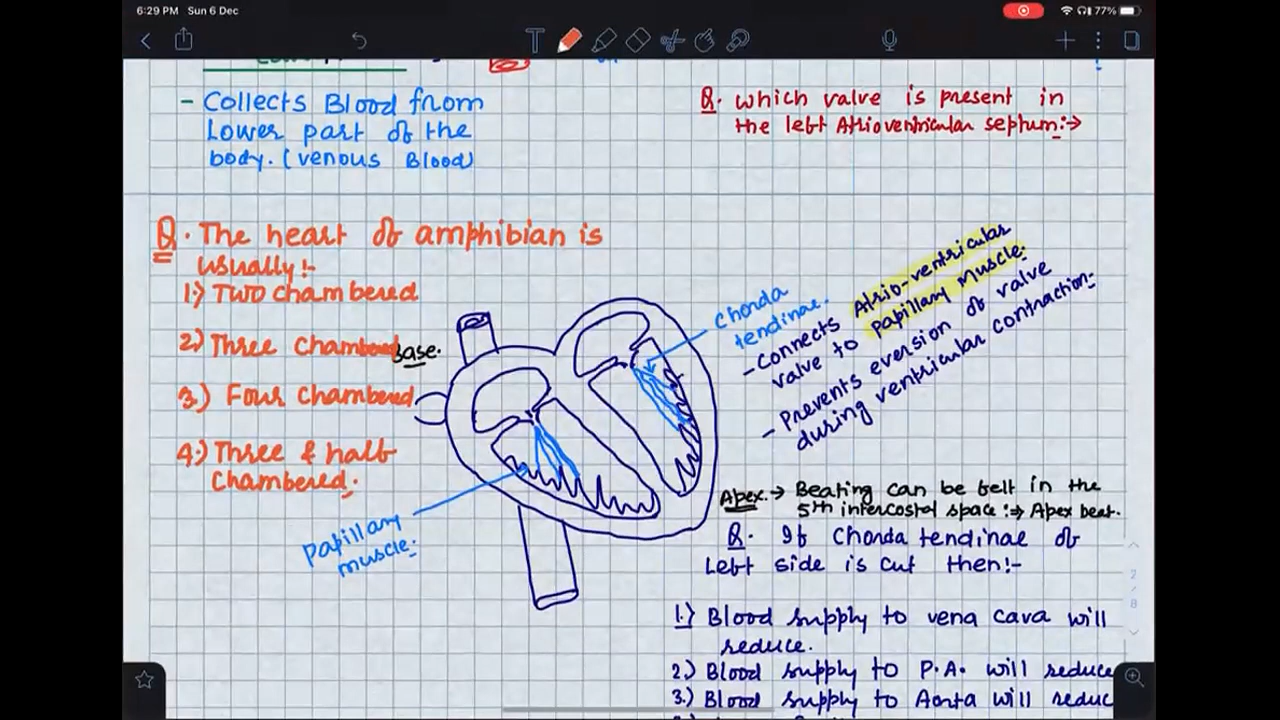 6:29 PM Sun 6 Dec
77%
- Collects Blood from
Lower part of the
body. (venous Blood)
Q. which valve is present in
the left Atrioventricular septum:→
Q. The heart of amphibian is
usually:-
1.) Two chambered
2.) Three chambered
3.) Four chambered
4.) Three & half
chambered.
Base.
Papillary
muscle.
Chorda
tendinae.
- Connects Atrio-ventricular
valve to Papillary Muscle.
- Prevents eversion of valve
during ventricular contraction.
Apex. → Beating can be felt in the
5th intercostal space :→ Apex beat.
Q. If Chorda tendinae of
Left side is cut then:-
1.) Blood supply to vena cava will
reduce.
2.) Blood supply to P.A. will reduce
3.) Blood supply to Aorta will reduc
2
/
8